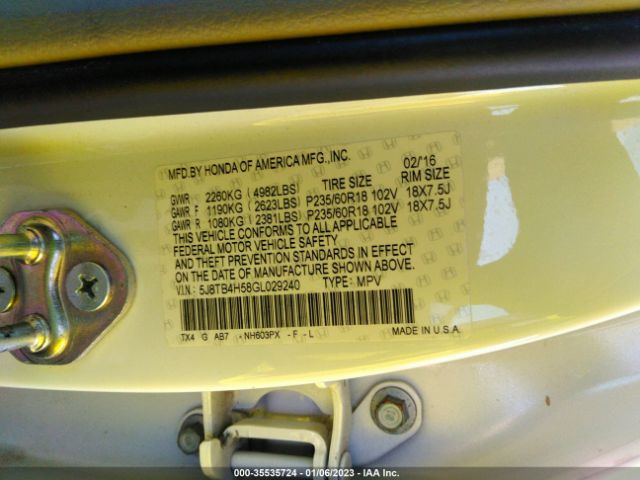 MFD.BY HONDA OF AMERICA MFG.,INC. 02/'16
GVWR 2260KG ( 4982LBS) TIRE SIZE RIM SIZE
GAWR F 1190KG ( 2623LBS) P235/60R18 102V 18X7.5J
GAWR R 1080KG ( 2381LBS) P235/60R18 102V 18X7.5J
THIS VEHICLE CONFORMS TO ALL APPLICABLE
FEDERAL MOTOR VEHICLE SAFETY
AND THEFT PREVENTION STANDARDS IN EFFECT
ON THE DATE OF MANUFACTURE SHOWN ABOVE.
V.I.N.: 5J8TB4H58GL029240 TYPE: MPV
TX4 G AB7 -NH603PX -F -L MADE IN U.S.A.
000-35535724 - 01/06/2023 - IAA Inc.